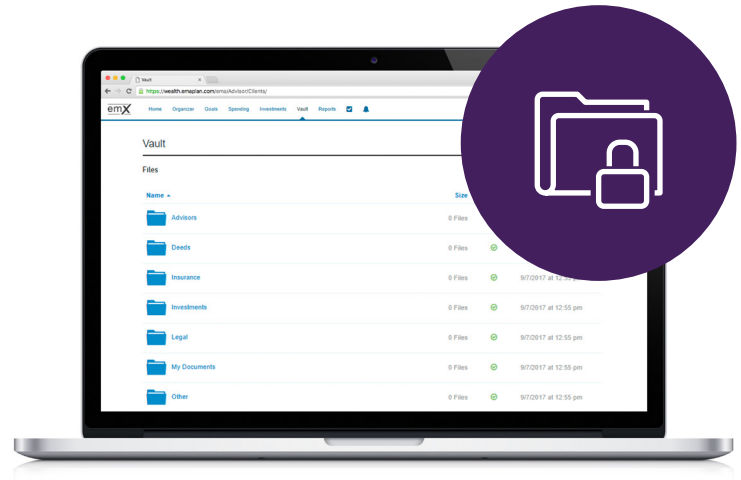 Vault
https://wealth.emaplan.com/ema/Advisor/Clients/
emX Home Organizer Goals Spending Investments Vault Reports
Vault
Files
Name Size
Advisors 0 Files
Deeds 0 Files
Insurance 0 Files 9/7/2017 at 12:55 pm
Investments 0 Files 9/7/2017 at 12:55 pm
Legal 0 Files 9/7/2017 at 12:55 pm
My Documents 0 Files 9/7/2017 at 12:55 pm
Other 0 Files 9/7/2017 at 12:55 pm